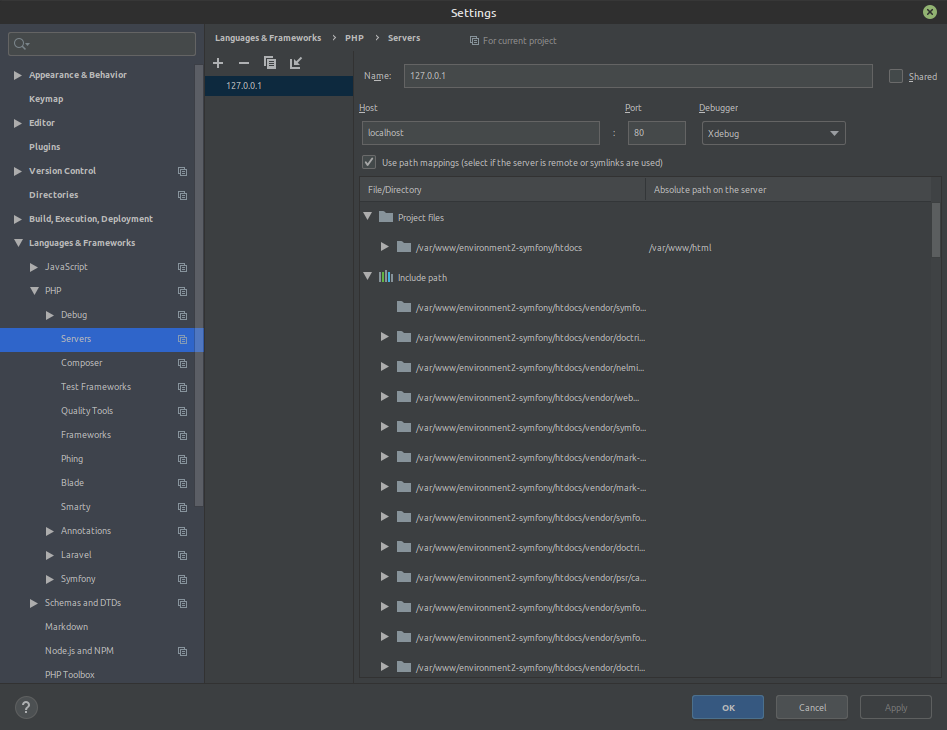 Settings
Appearance & Behavior
Keymap
Editor
Plugins
Version Control
Directories
Build, Execution, Deployment
Languages & Frameworks
JavaScript
PHP
Debug
Servers
Composer
Test Frameworks
Quality Tools
Frameworks
Phing
Blade
Smarty
Annotations
Laravel
Symfony
Schemas and DTDs
Markdown
Node.js and NPM
PHP Toolbox
Languages & Frameworks › PHP › Servers For current project
127.0.0.1
Name: 127.0.0.1 Shared
Host Port Debugger
localhost : 80 Xdebug
Use path mappings (select if the server is remote or symlinks are used)
File/Directory Absolute path on the server
Project files
/var/www/environment2-symfony/htdocs /var/www/html
Include path
/var/www/environment2-symfony/htdocs/vendor/symfo...
/var/www/environment2-symfony/htdocs/vendor/doctri...
/var/www/environment2-symfony/htdocs/vendor/nelmi...
/var/www/environment2-symfony/htdocs/vendor/web...
/var/www/environment2-symfony/htdocs/vendor/symfo...
/var/www/environment2-symfony/htdocs/vendor/mark-...
/var/www/environment2-symfony/htdocs/vendor/mark-...
/var/www/environment2-symfony/htdocs/vendor/symfo...
/var/www/environment2-symfony/htdocs/vendor/doctri...
/var/www/environment2-symfony/htdocs/vendor/psr/ca...
/var/www/environment2-symfony/htdocs/vendor/symfo...
/var/www/environment2-symfony/htdocs/vendor/symfo...
/var/www/environment2-symfony/htdocs/vendor/doctri...
? OK Cancel Apply